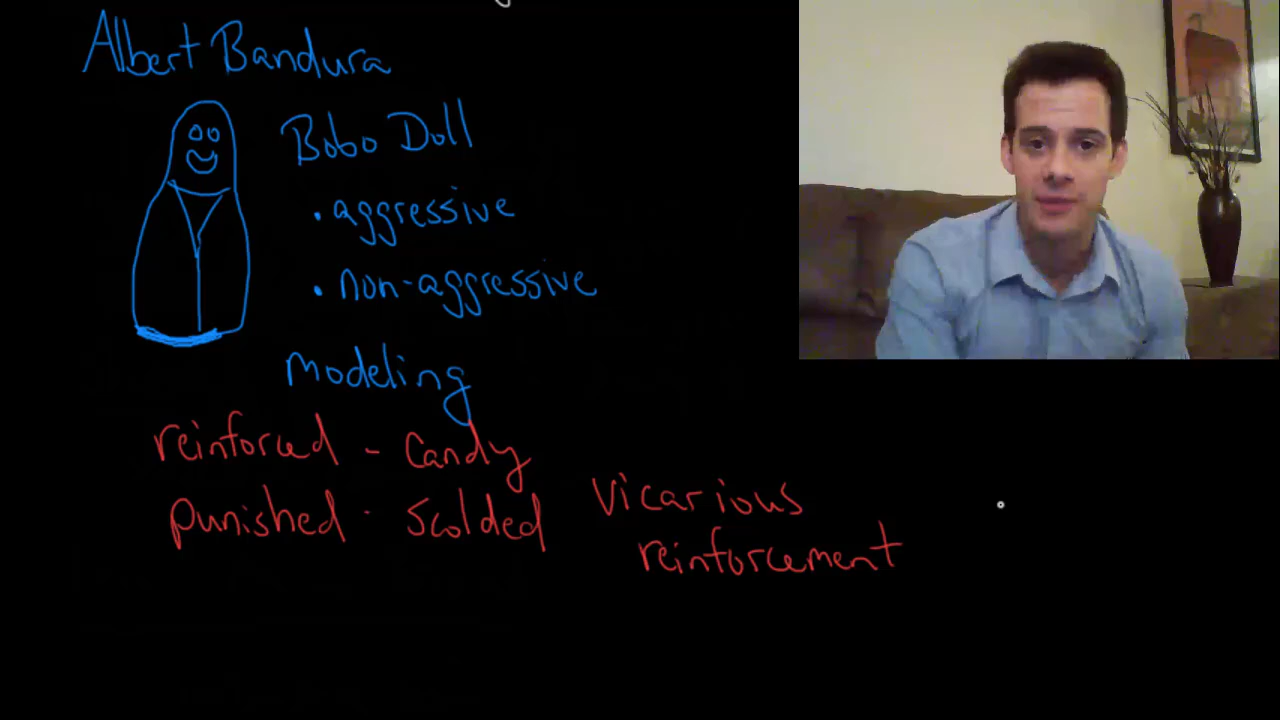 Albert Bandura
Bobo Doll
• aggressive
• non-aggressive
Modeling
reinforced - Candy
punished - Scolded
Vicarious
reinforcement